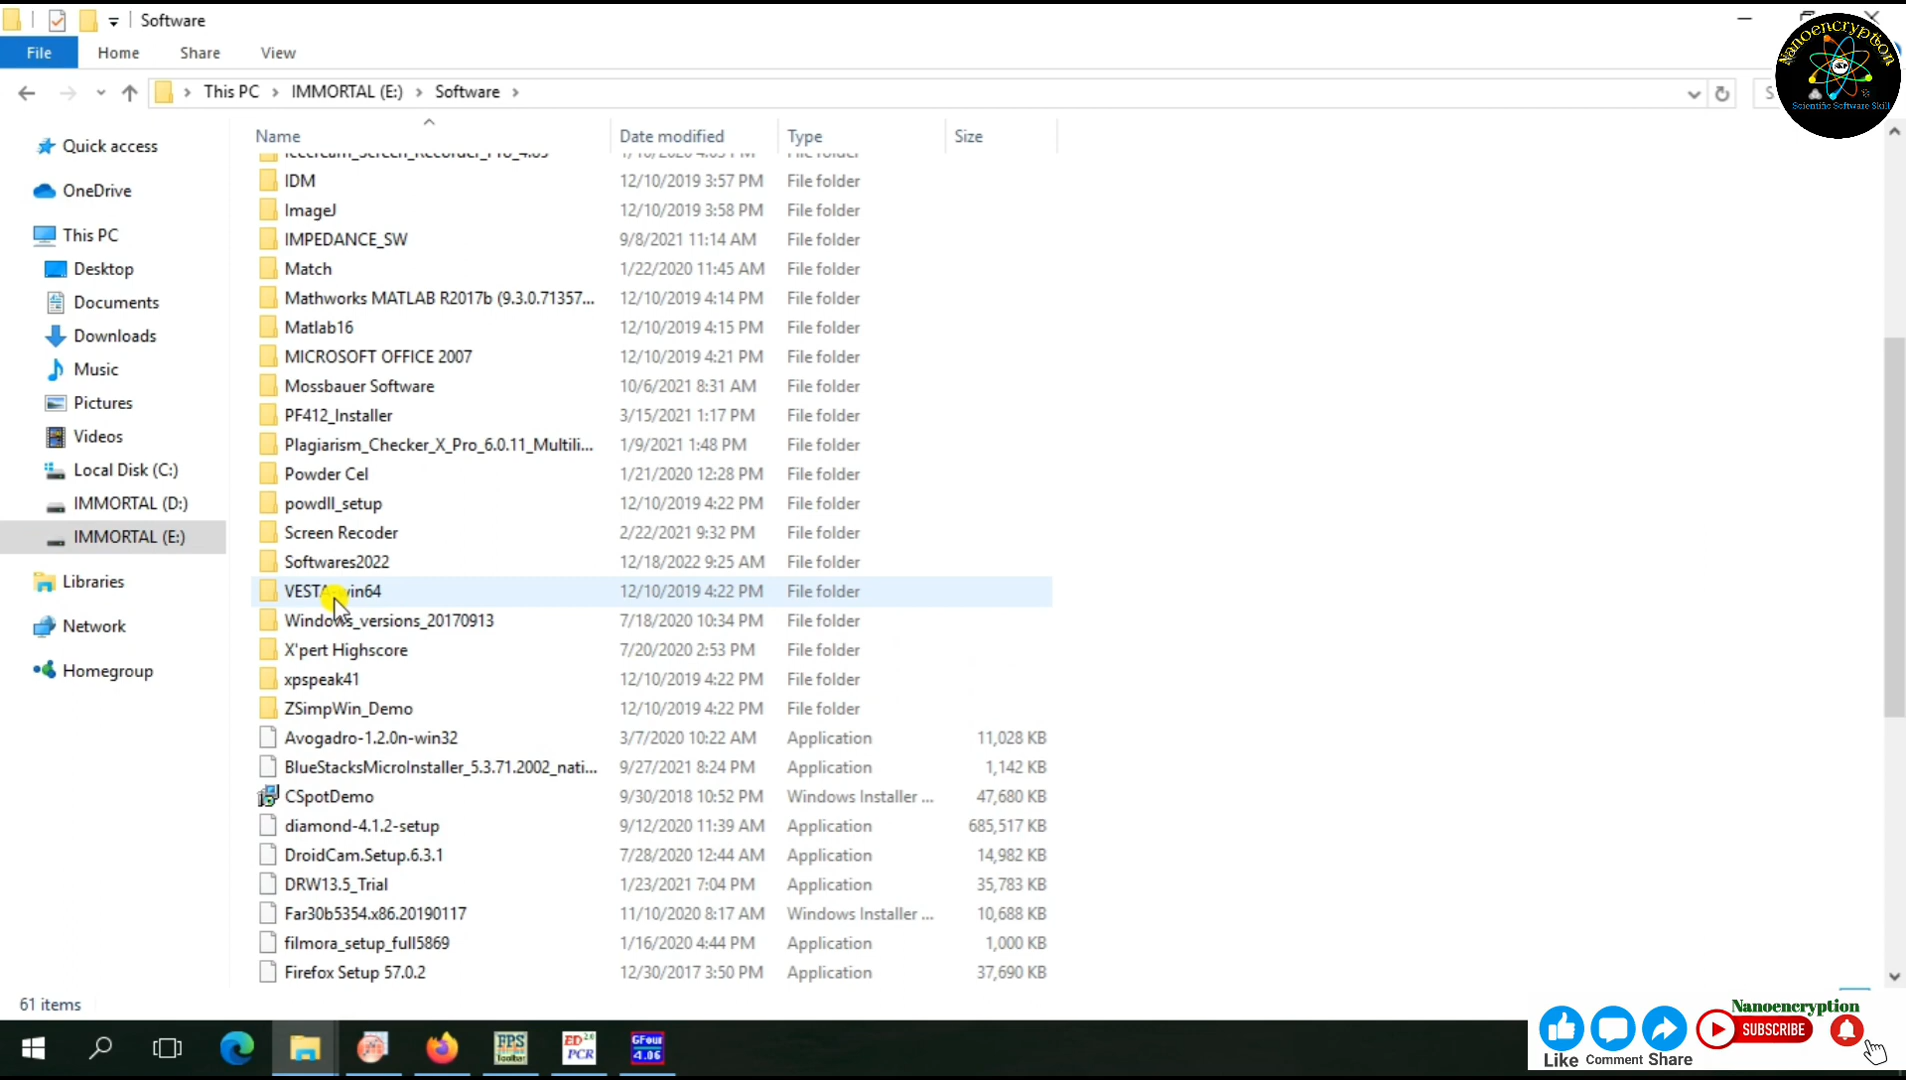 Software
File Home Share View
This PC IMMORTAL (E:) Software
Nanoencryption
Scientific Software Skill
Name Date modified Type Size
Quick access
OneDrive
This PC
Desktop
Documents
Downloads
Music
Pictures
Videos
Local Disk (C:)
IMMORTAL (D:)
IMMORTAL (E:)
Libraries
Network
Homegroup
IDM 12/10/2019 3:57 PM File folder
ImageJ 12/10/2019 3:58 PM File folder
IMPEDANCE_SW 9/8/2021 11:14 AM File folder
Match 1/22/2020 11:45 AM File folder
Mathworks MATLAB R2017b (9.3.0.71357... 12/10/2019 4:14 PM File folder
Matlab16 12/10/2019 4:15 PM File folder
MICROSOFT OFFICE 2007 12/10/2019 4:21 PM File folder
Mossbauer Software 10/6/2021 8:31 AM File folder
PF412_Installer 3/15/2021 1:17 PM File folder
Plagiarism_Checker_X_Pro_6.0.11_Multili... 1/9/2021 1:48 PM File folder
Powder Cel 1/21/2020 12:28 PM File folder
powdll_setup 12/10/2019 4:22 PM File folder
Screen Recoder 2/22/2021 9:32 PM File folder
Softwares2022 12/18/2022 9:25 AM File folder
VESTA-win64 12/10/2019 4:22 PM File folder
Windows_versions_20170913 7/18/2020 10:34 PM File folder
X'pert Highscore 7/20/2020 2:53 PM File folder
xpspeak41 12/10/2019 4:22 PM File folder
ZSimpWin_Demo 12/10/2019 4:22 PM File folder
Avogadro-1.2.0n-win32 3/7/2020 10:22 AM Application 11,028 KB
BlueStacksMicroInstaller_5.3.71.2002_nati... 9/27/2021 8:24 PM Application 1,142 KB
CSpotDemo 9/30/2018 10:52 PM Windows Installer ... 47,680 KB
diamond-4.1.2-setup 9/12/2020 11:39 AM Application 685,517 KB
DroidCam.Setup.6.3.1 7/28/2020 12:44 AM Application 14,982 KB
DRW13.5_Trial 1/23/2021 7:04 PM Application 35,783 KB
Far30b5354.x86.20190117 11/10/2020 8:17 AM Windows Installer ... 10,688 KB
filmora_setup_full5869 1/16/2020 4:44 PM Application 1,000 KB
Firefox Setup 57.0.2 12/30/2017 3:50 PM Application 37,690 KB
61 items
FPS
Toolbar
ED 2.0
PCR
GFour
4.06
Nanoencryption
SUBSCRIBE
Like Comment Share